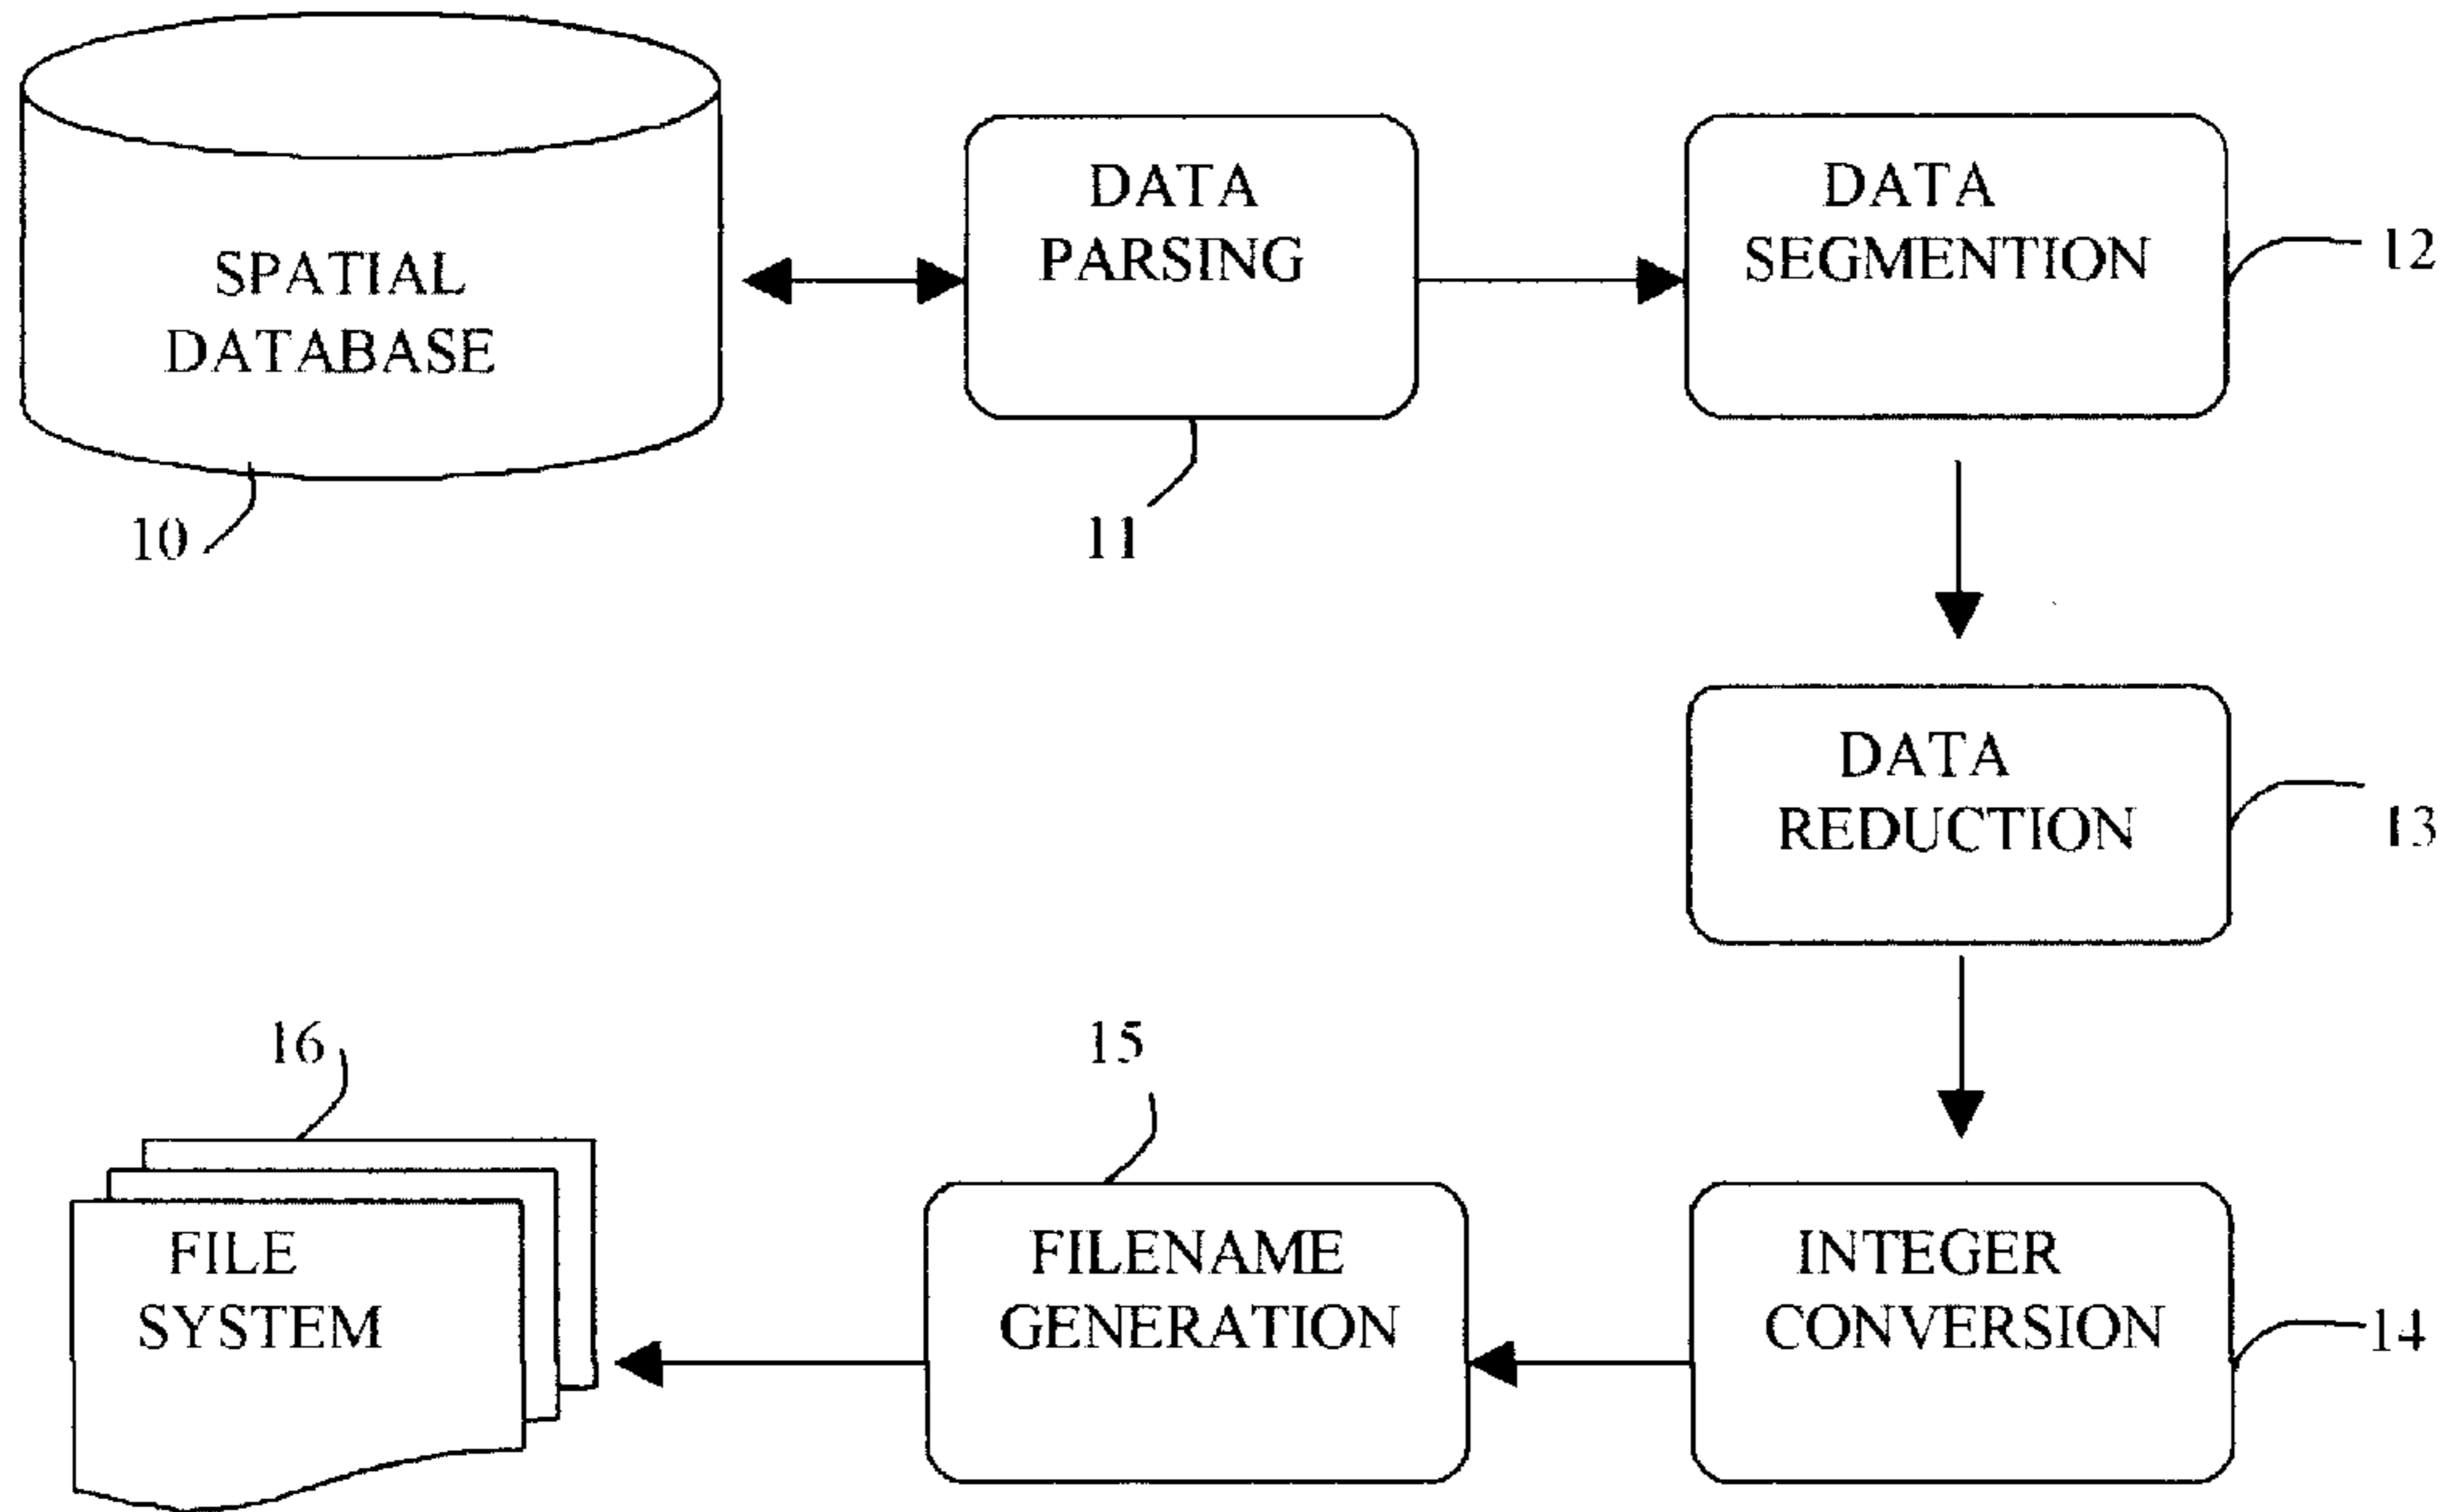 SPATIAL
DATABASE
10
DATA
PARSING
11
DATA
SEGMENTION
12
DATA
REDUCTION
13
INTEGER
CONVERSION
14
FILENAME
GENERATION
15
FILE
SYSTEM
16